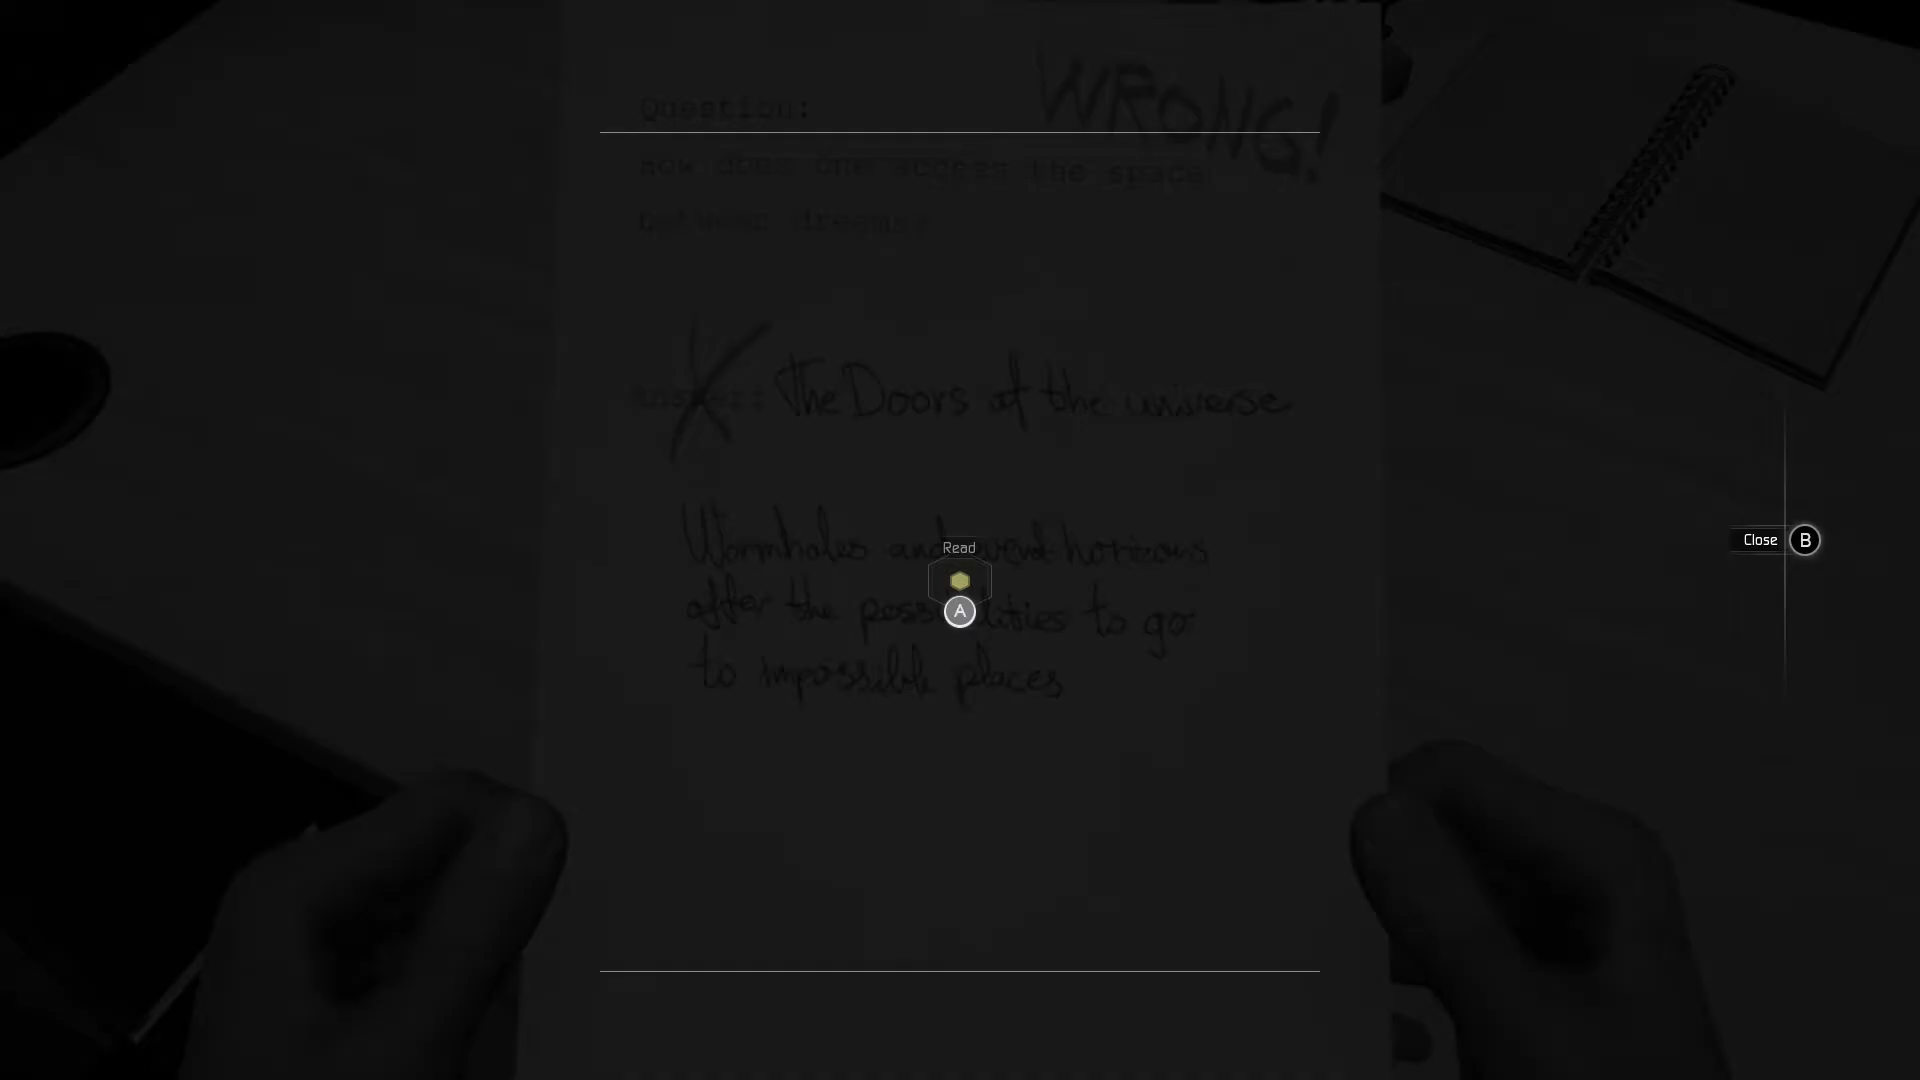 WRONG!
Question:
how does one access the space
between dreams?
Answer: The Doors of the universe
Wormholes and event horizons
Read
offer the possibilities to go
A
to impossible places
Close B